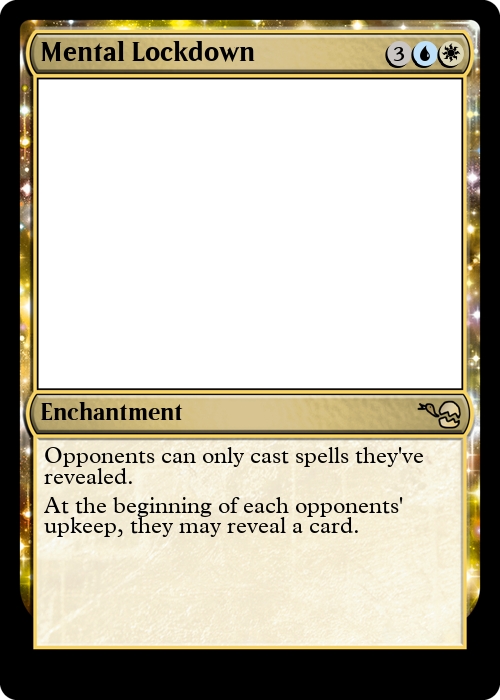 Mental Lockdown 3
Enchantment
Opponents can only cast spells they've
revealed.
At the beginning of each opponents'
upkeep, they may reveal a card.